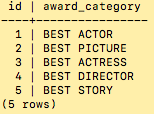 id | award_category
----+----------------
1 | BEST ACTOR
2 | BEST PICTURE
3 | BEST ACTRESS
4 | BEST DIRECTOR
5 | BEST STORY
(5 rows)